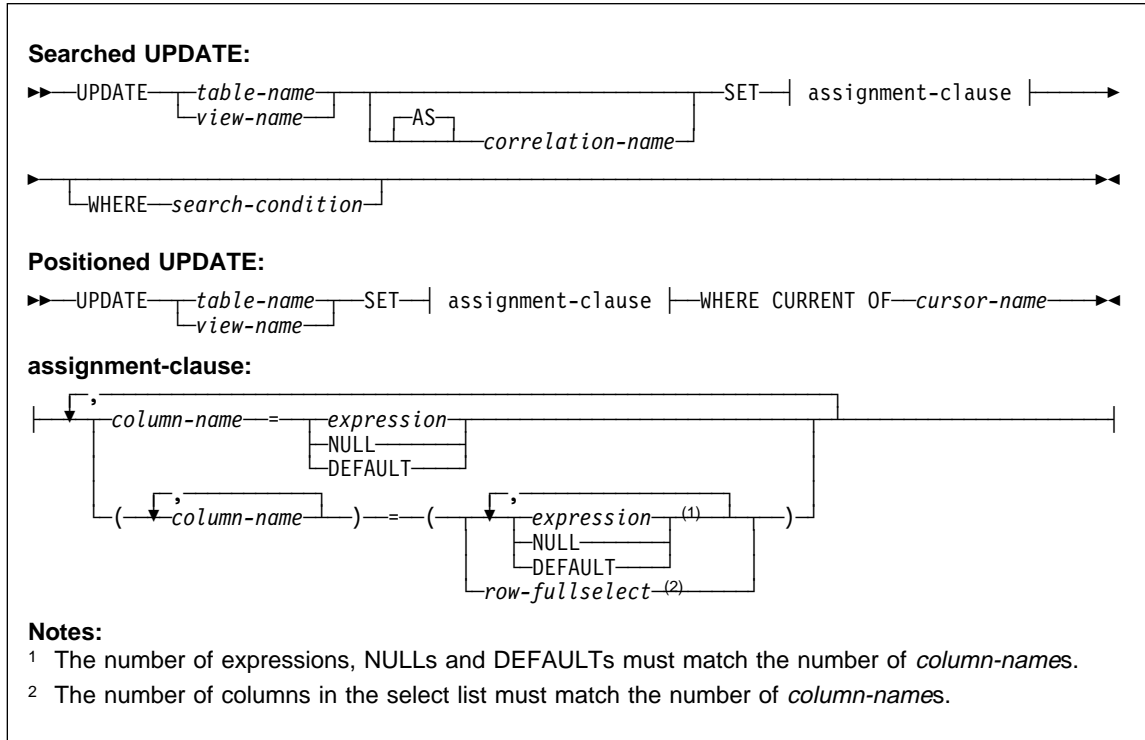 Searched UPDATE:
UPDATE table-name SET assignment-clause
view-name AS
correlation-name
WHERE search-condition
Positioned UPDATE:
UPDATE table-name SET assignment-clause WHERE CURRENT OF cursor-name
view-name
assignment-clause:
,
column-name = expression
NULL
DEFAULT
, ,
( column-name ) = ( expression (1) )
NULL
DEFAULT
row-fullselect (2)
Notes:
1 The number of expressions, NULLs and DEFAULTs must match the number of column-names.
2 The number of columns in the select list must match the number of column-names.